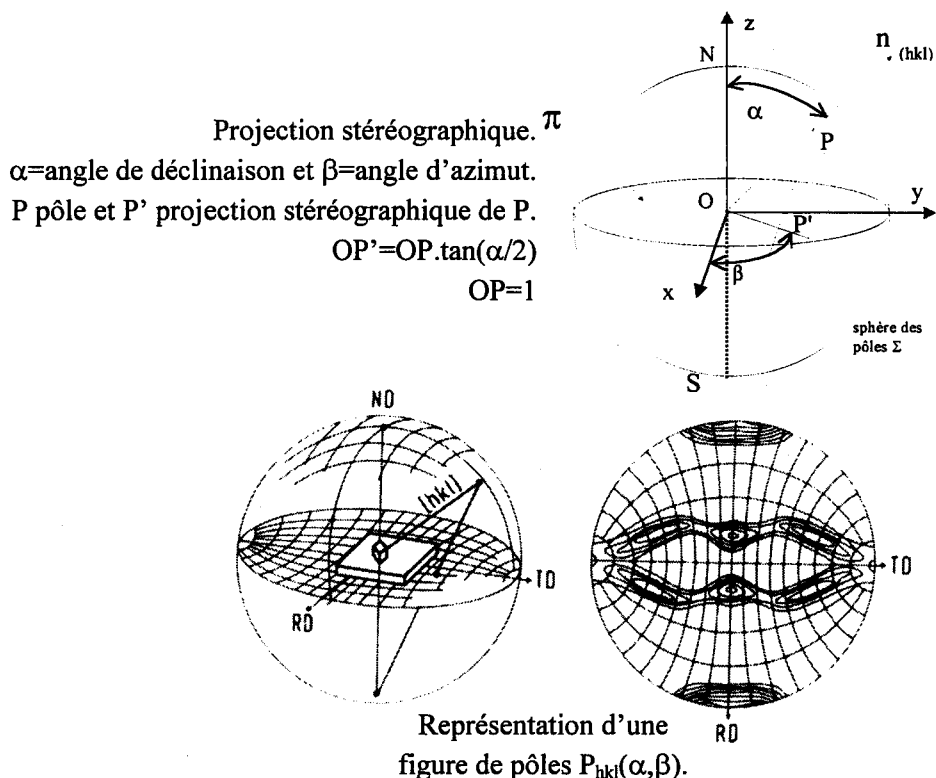 z
N
n (hkl)
α
P
Projection stéréographique. π
α=angle de déclinaison et β=angle d'azimut.
P pôle et P' projection stéréographique de P.
OP'=OP.tan(α/2)
OP=1
O
y
P'
β
x
sphère des
pôles Σ
S
ND
(hkl)
TD
RD
TD
RD
Représentation d'une
figure de pôles Phkl(α,β).